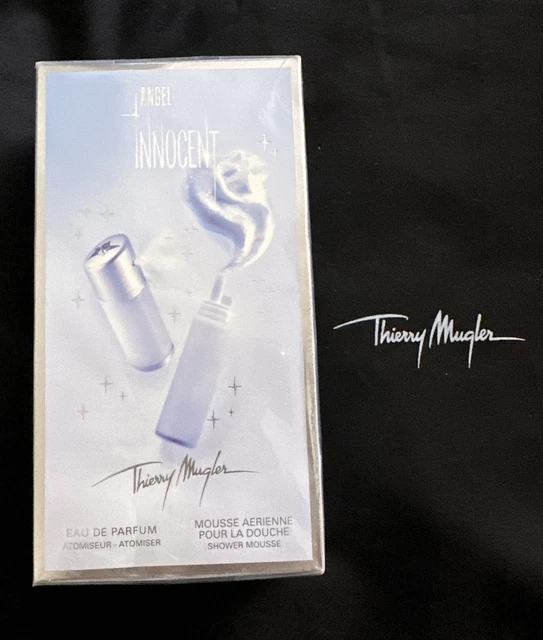 ANGEL
INNOCENT
Thierry Mugler
Thierry Mugler
EAU DE PARFUM
ATOMISEUR - ATOMISER
MOUSSE AERIENNE
POUR LA DOUCHE
SHOWER MOUSSE